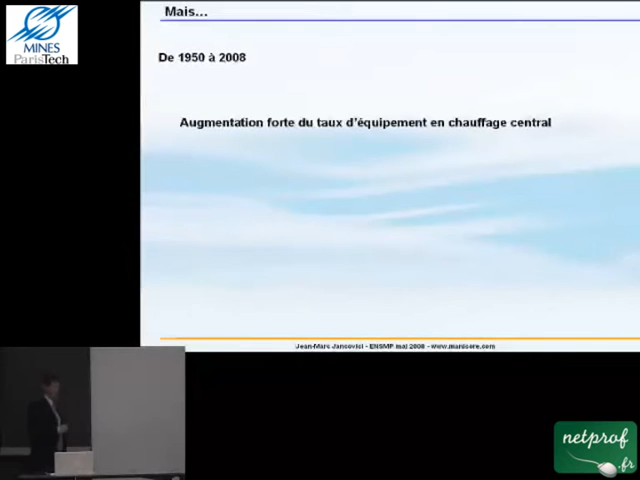 MINES
ParisTech
Mais...
De 1950 à 2008
Augmentation forte du taux d'équipement en chauffage central
Jean-Marc Jancovici - ENSMP mai 2008 - www.manicore.com
netprof
.fr